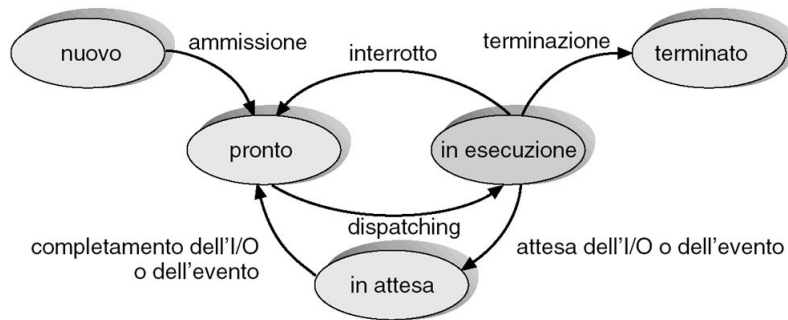 nuovo
ammissione
interrotto
terminazione
terminato
pronto
in esecuzione
dispatching
completamento dell'I/O
o dell'evento
attesa dell'I/O o dell'evento
in attesa